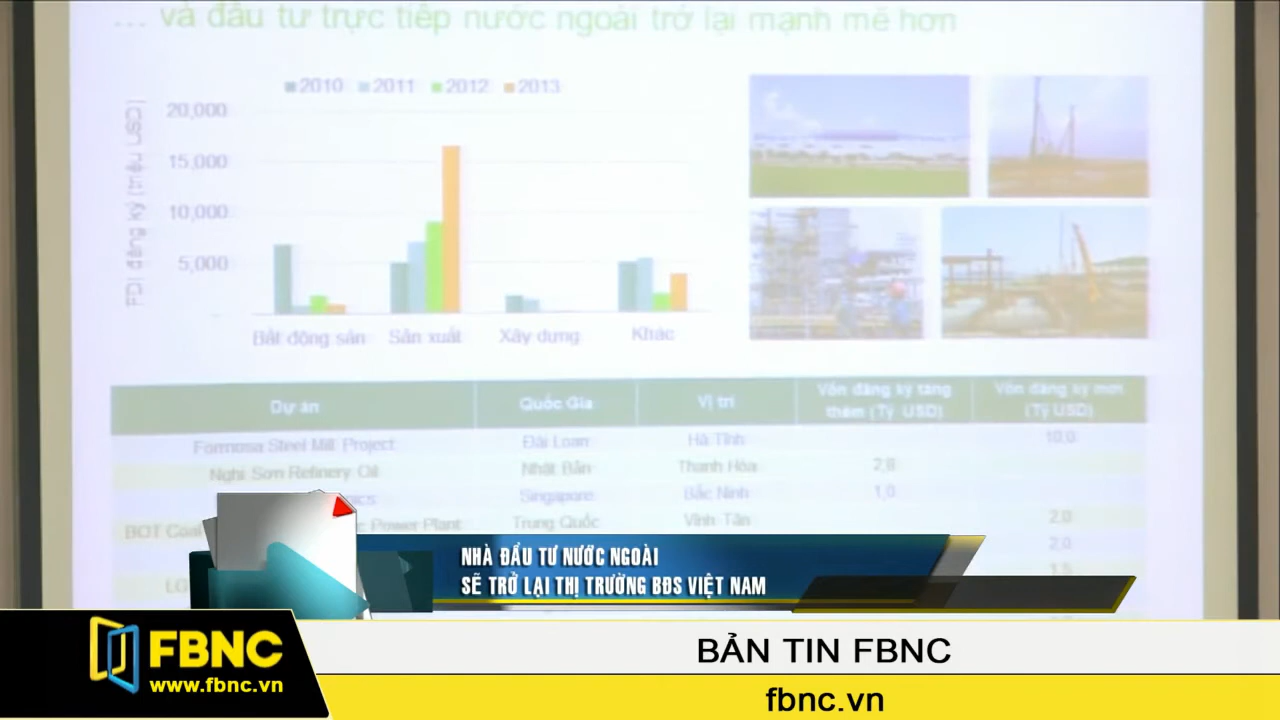 ... và đầu tư trực tiếp nước ngoài trở lại mạnh mẽ hơn
2010 2011 2012 2013
FDI đăng ký (triệu USD)
20,000
15,000
10,000
5,000
Bất động sản Sản xuất Xây dựng Khác
Dự án Quốc Gia Vị trí Vốn đăng ký tăng thêm (Tỷ USD) Vốn đăng ký mới (Tỷ USD)
Formosa Steel Mill Project Đài Loan Hà Tĩnh 10,0
Nghi Sơn Refinery Oil Nhật Bản Thanh Hóa 2,8
Singapore Bắc Ninh 1,0
BOT Power Plant Trung Quốc Vĩnh Tân 2,0
2,0
1,5
NHÀ ĐẦU TƯ NƯỚC NGOÀI
SẼ TRỞ LẠI THỊ TRƯỜNG BĐS VIỆT NAM
FBNC
www.fbnc.vn
BẢN TIN FBNC
fbnc.vn